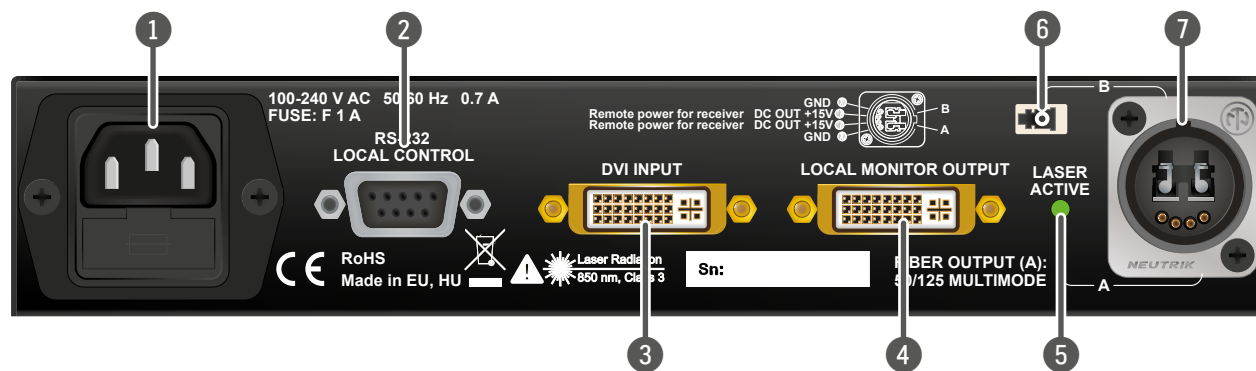 1
2
6
7
100-240 V AC 50/60 Hz 0.7 A
FUSE: F 1 A
RS-232
LOCAL CONTROL
GND
Remote power for receiver DC OUT +15V
Remote power for receiver DC OUT +15V
GND
B
A
B
DVI INPUT
LOCAL MONITOR OUTPUT
LASER
ACTIVE
RoHS
Made in EU, HU
CE
Laser Radiation
850 nm, Class 3
Sn:
FIBER OUTPUT (A):
50/125 MULTIMODE
NEUTRIK
A
3
4
5